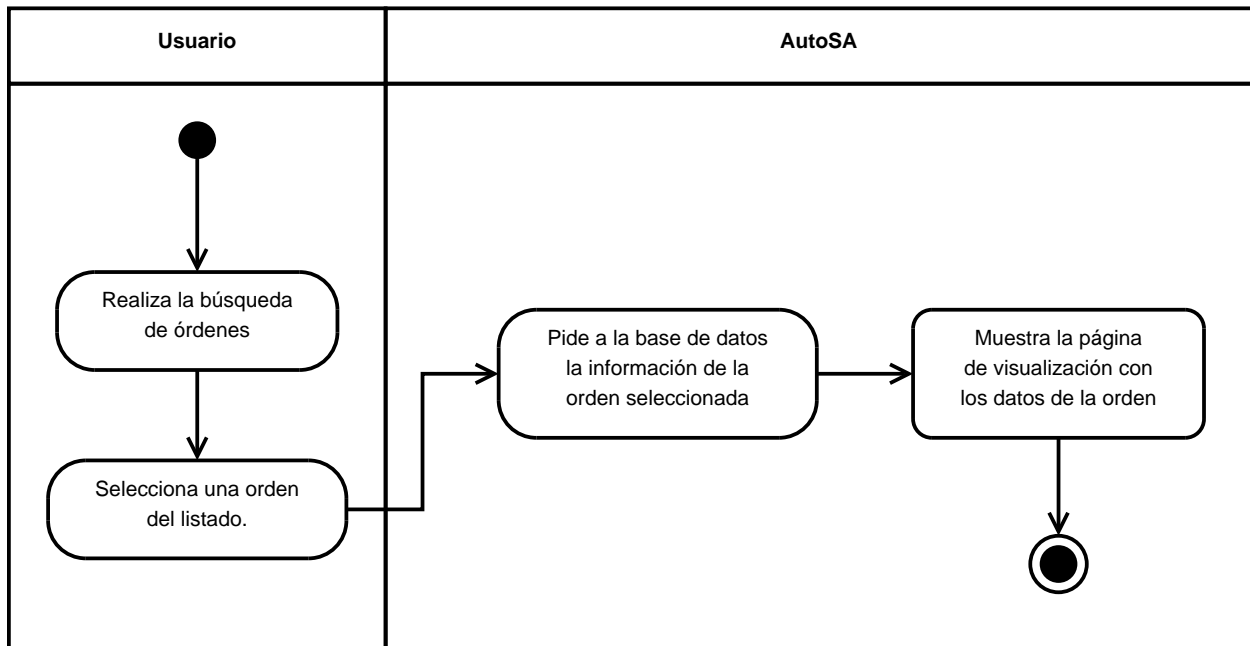 Usuario
AutoSA
Realiza la búsqueda
de órdenes
Selecciona una orden
del listado.
Pide a la base de datos
la información de la
orden seleccionada
Muestra la página
de visualización con
los datos de la orden